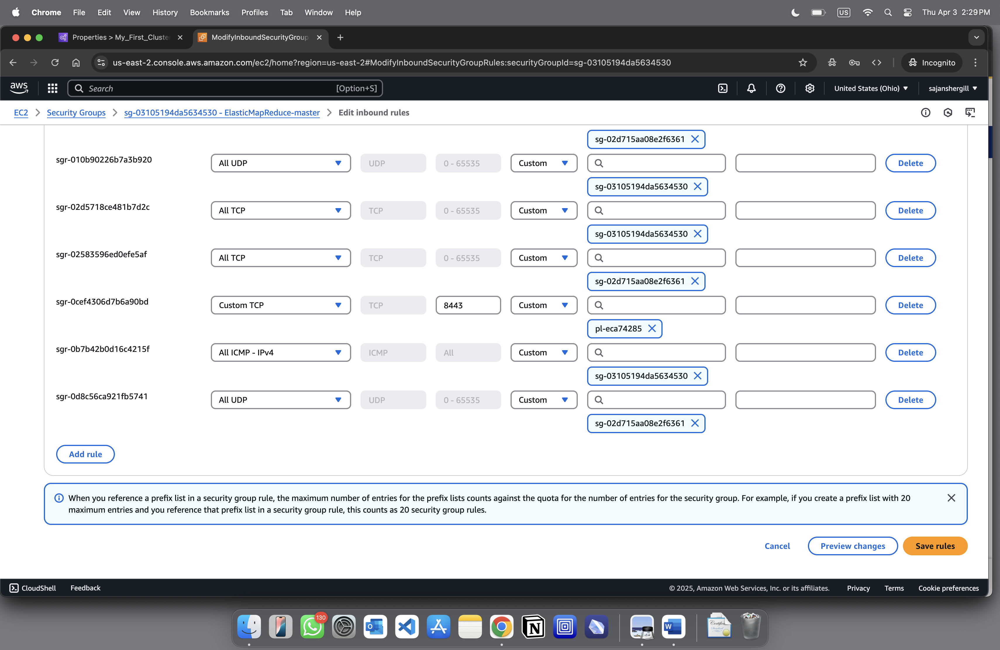 Chrome File Edit View History Bookmarks Profiles Tab Window Help US Thu Apr 3 2:29 PM
Properties > My_First_Cluste ModifyInboundSecurityGroup
us-east-2.console.aws.amazon.com/ec2/home?region=us-east-2#ModifyInboundSecurityGroupRules:securityGroupId=sg-03105194da5634530 Incognito
aws Search [Option+S] United States (Ohio) sajanshergill
EC2 Security Groups sg-03105194da5634530 - ElasticMapReduce-master Edit inbound rules
sg-02d715aa08e2f6361
sgr-010b90226b7a3b920 All UDP UDP 0 - 65535 Custom Delete
sg-03105194da5634530
sgr-02d5718ce481b7d2c All TCP TCP 0 - 65535 Custom Delete
sg-03105194da5634530
sgr-02583596ed0efe5af All TCP TCP 0 - 65535 Custom Delete
sg-02d715aa08e2f6361
sgr-0cef4306d7b6a90bd Custom TCP TCP 8443 Custom Delete
pl-eca74285
sgr-0b7b42b0d16c4215f All ICMP - IPv4 ICMP All Custom Delete
sg-03105194da5634530
sgr-0d8c56ca921fb5741 All UDP UDP 0 - 65535 Custom Delete
sg-02d715aa08e2f6361
Add rule
When you reference a prefix list in a security group rule, the maximum number of entries for the prefix lists counts against the quota for the number of entries for the security group. For example, if you create a prefix list with 20
maximum entries and you reference that prefix list in a security group rule, this counts as 20 security group rules.
Cancel Preview changes Save rules
CloudShell Feedback © 2025, Amazon Web Services, Inc. or its affiliates. Privacy Terms Cookie preferences
130